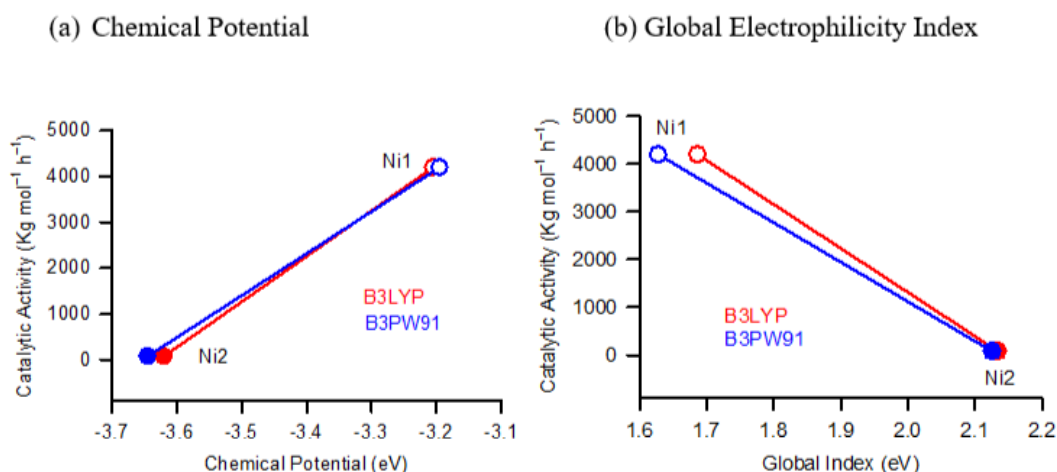 (a) Chemical Potential
Catalytic Activity (Kg mol⁻¹ h⁻¹)
5000
4000
3000
2000
1000
0
Ni1
B3LYP
B3PW91
Ni2
-3.7 -3.6 -3.5 -3.4 -3.3 -3.2 -3.1
Chemical Potential (eV)
(b) Global Electrophilicity Index
Catalytic Activity (Kg mol⁻¹ h⁻¹)
5000
4000
3000
2000
1000
0
Ni1
B3LYP
B3PW91
Ni2
1.6 1.7 1.8 1.9 2.0 2.1 2.2
Global Index (eV)